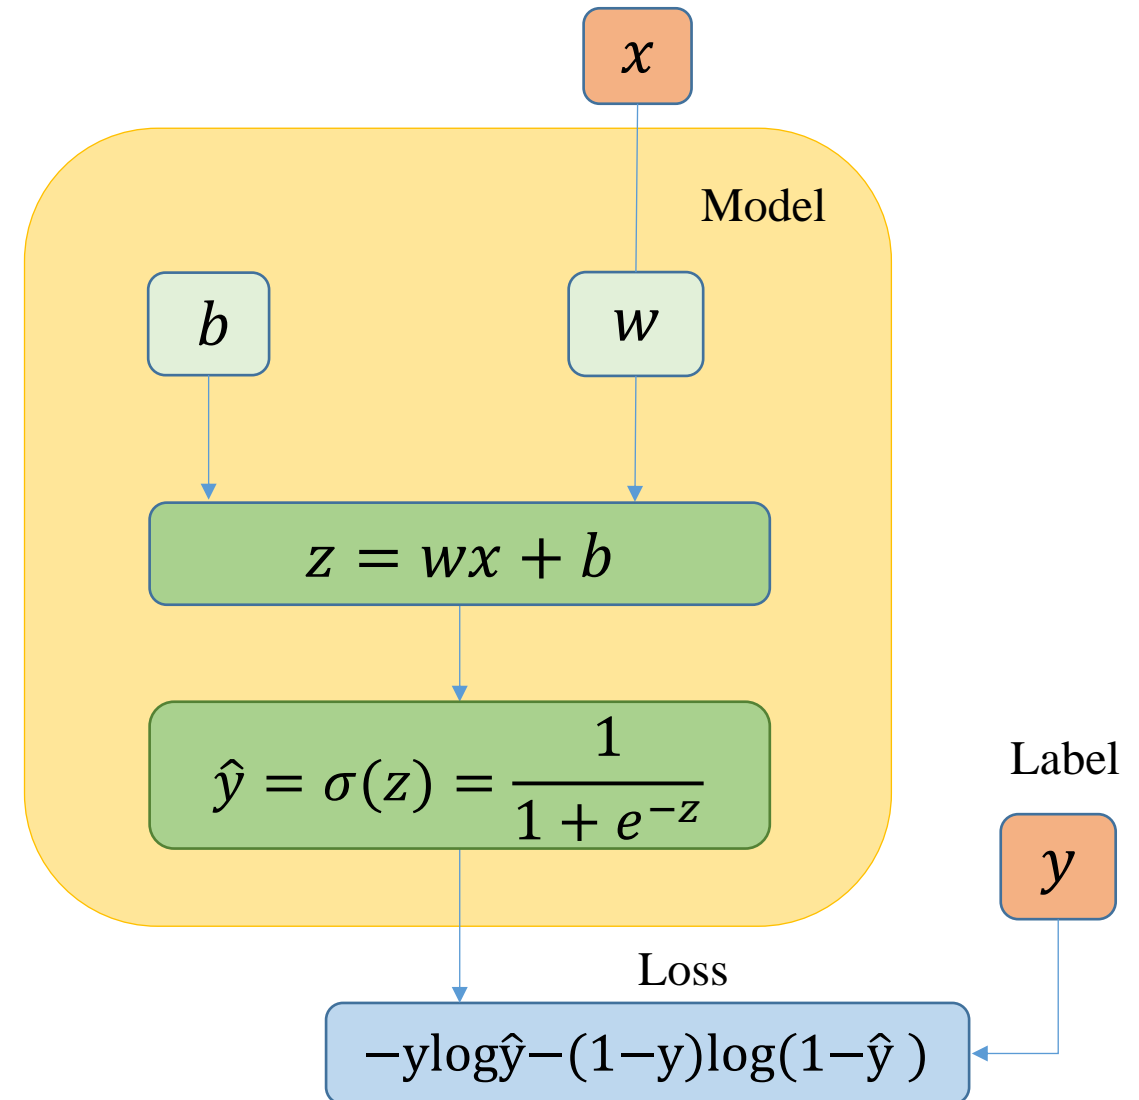 x
Model
b
w
z = wx + b
ŷ = σ(z) = 1 / (1 + e^{−z})
Label
y
Loss
−ylogŷ−(1−y)log(1−ŷ )